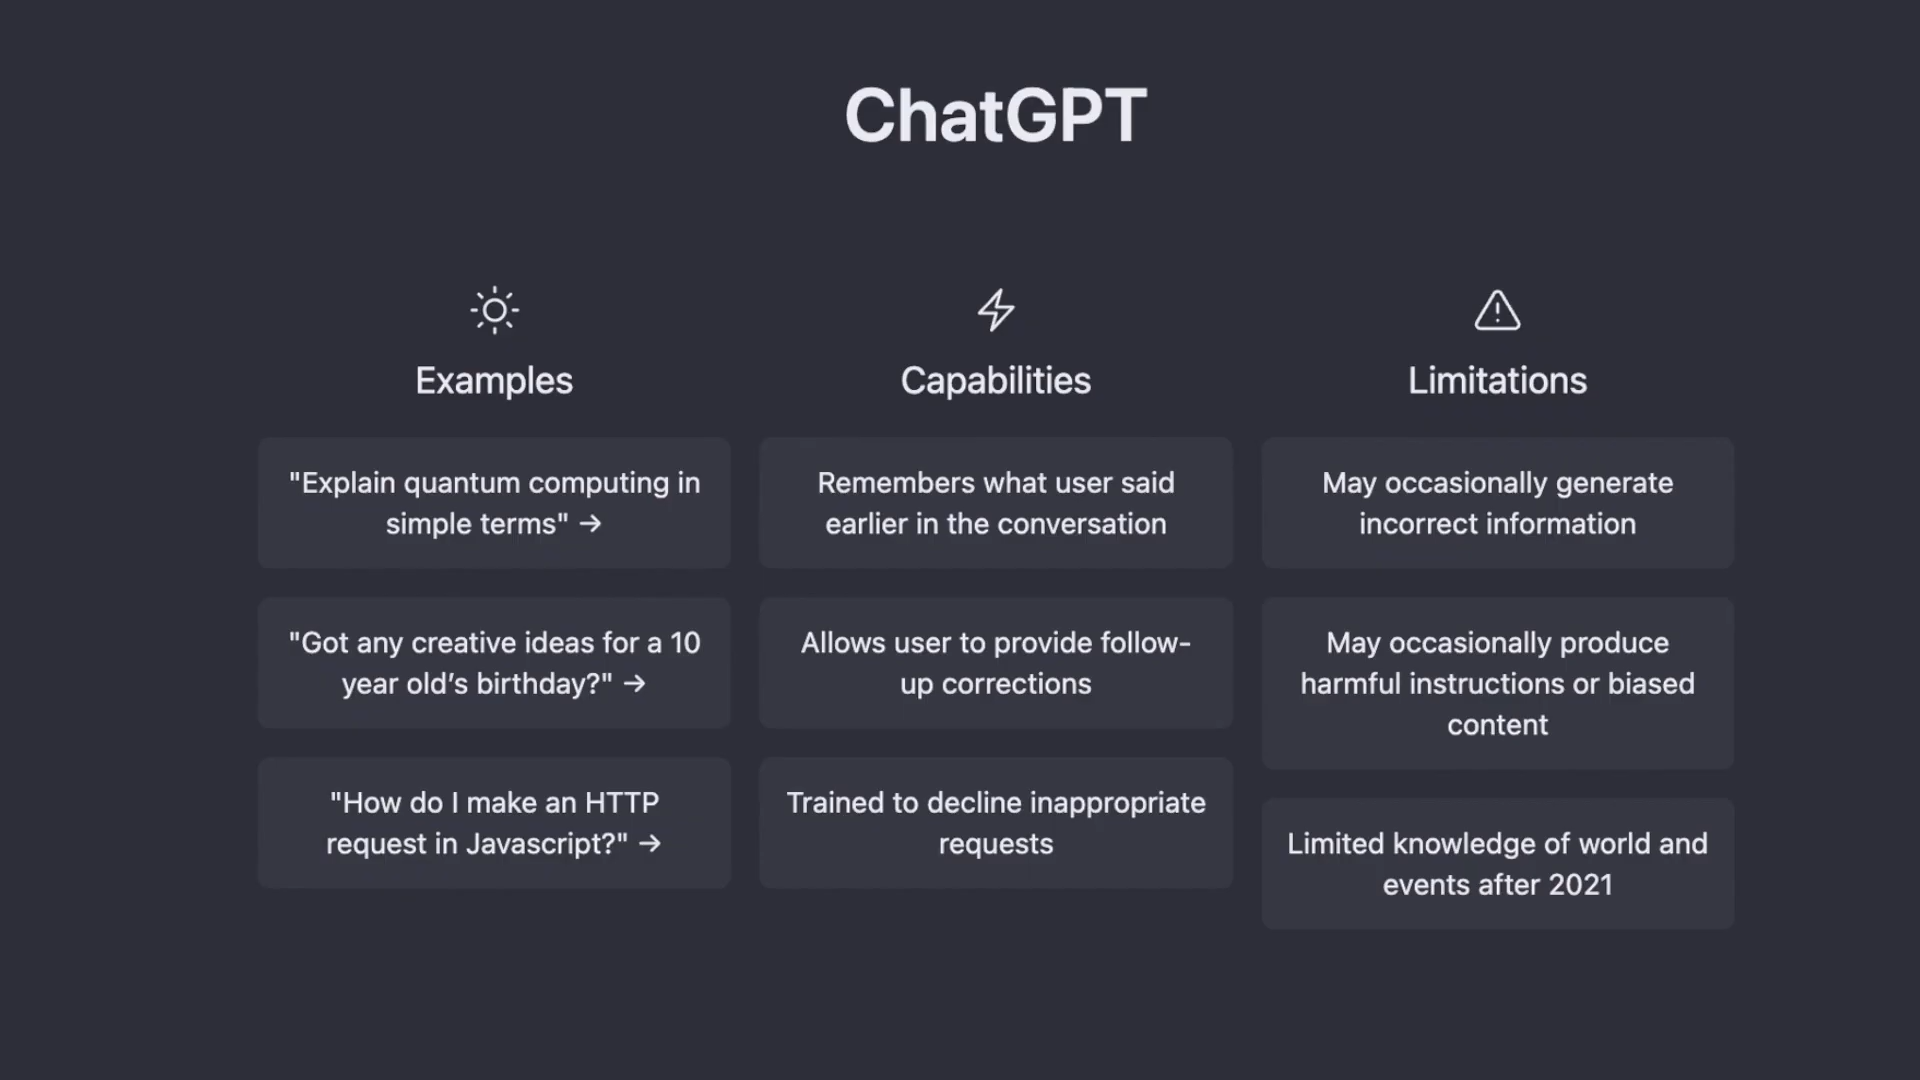 ChatGPT
Examples
"Explain quantum computing in
simple terms" →
"Got any creative ideas for a 10
year old’s birthday?" →
"How do I make an HTTP
request in Javascript?" →
Capabilities
Remembers what user said
earlier in the conversation
Allows user to provide follow-
up corrections
Trained to decline inappropriate
requests
Limitations
May occasionally generate
incorrect information
May occasionally produce
harmful instructions or biased
content
Limited knowledge of world and
events after 2021